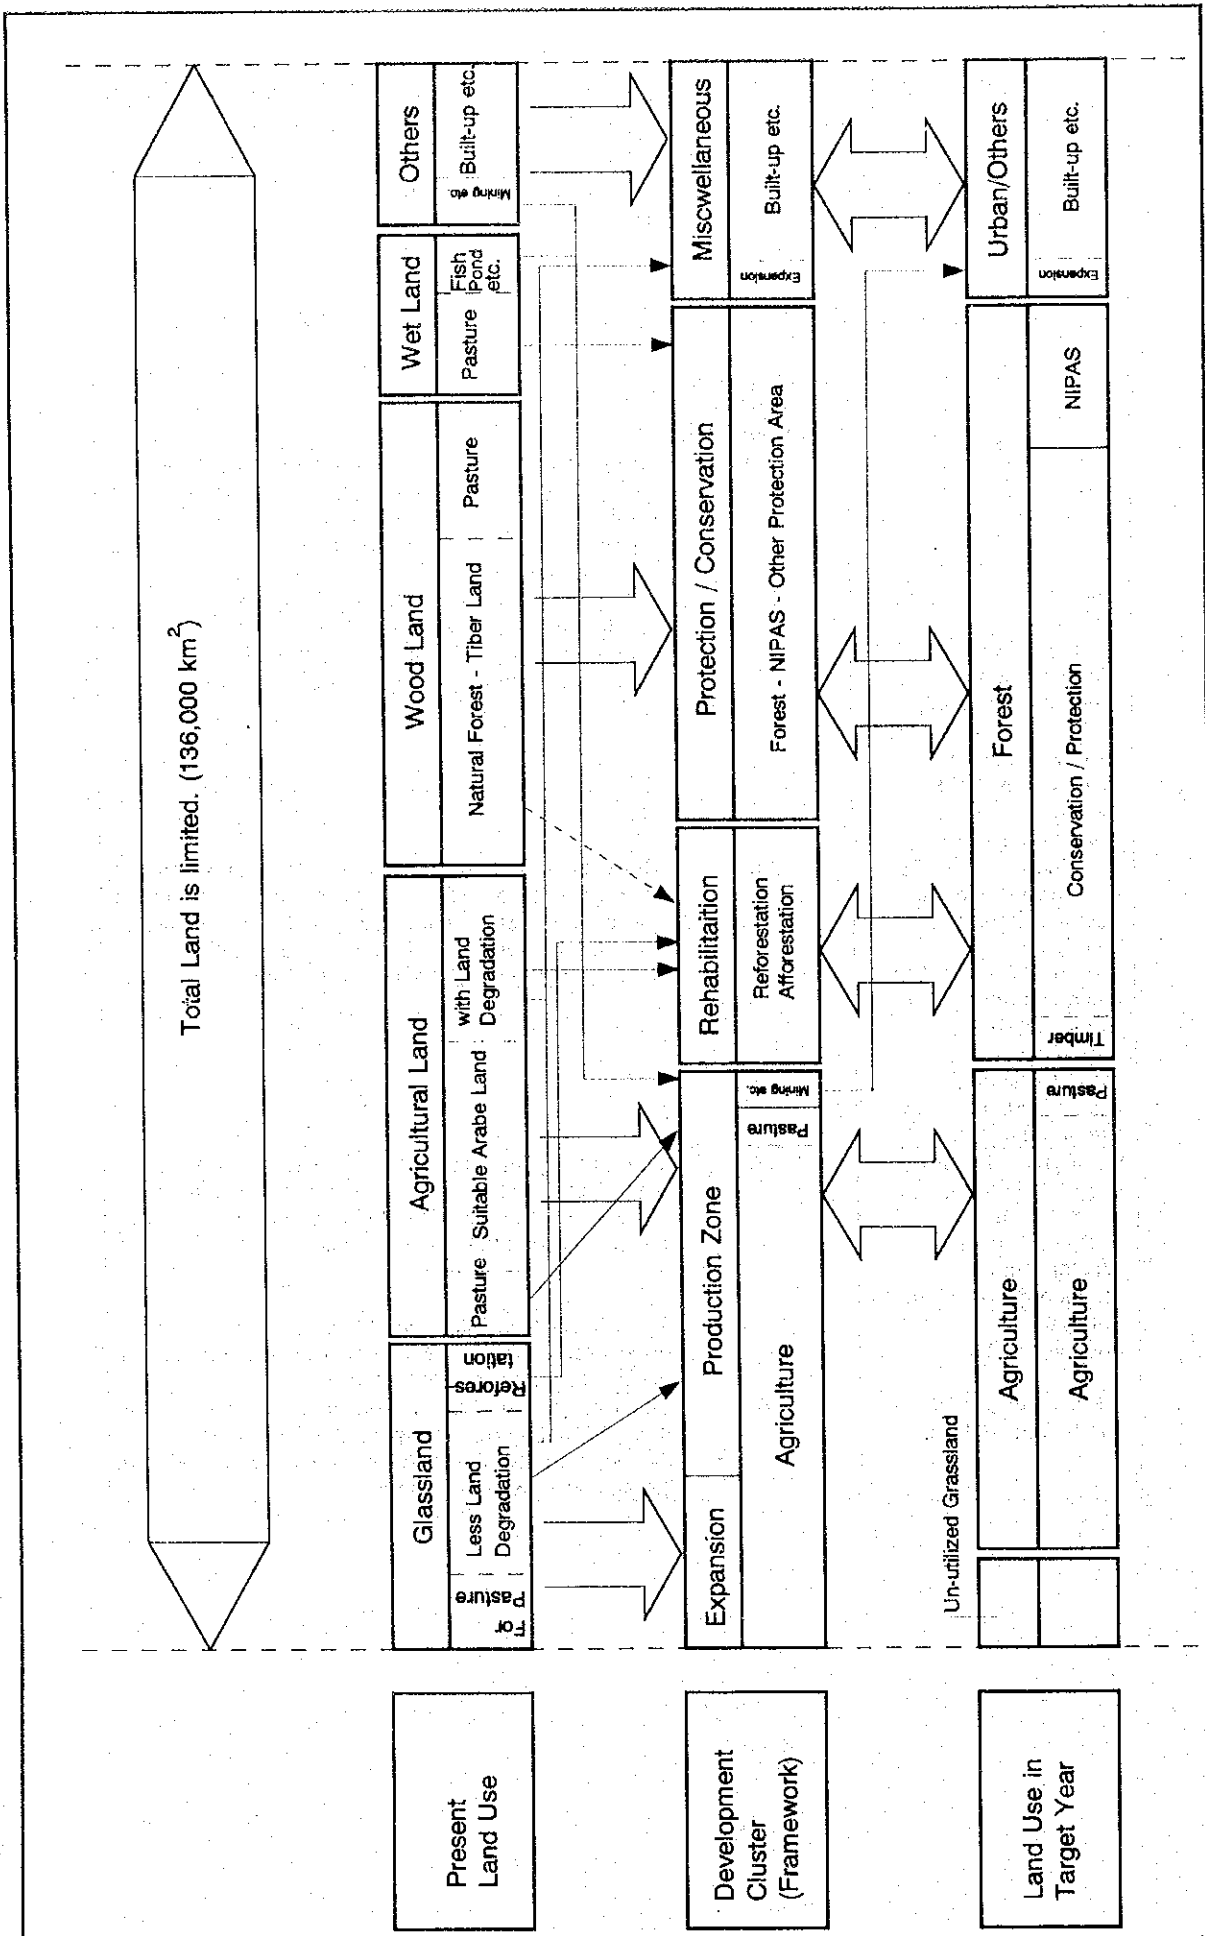 Total Land is limited. (136,000 km²)
Present
Land Use
Glassland
Pasture
Less Land
Degradation
Refores-
tation
Agricultural Land
Pasture
Suitable Arabe Land
with Land
Degradation
Wood Land
Natural Forest - Tiber Land
Pasture
Wet Land
Pasture
Fish
Pond
etc.
Others
Mining etc.
Built-up etc.
Development
Cluster
(Framework)
Expansion
Production Zone
Agriculture
Pasture
Mining etc.
Rehabilitaition
Reforestation
Afforestation
Protection / Conservation
Forest - NIPAS - Other Protection Area
Miscwellaneous
Expansion
Built-up etc.
Land Use in
Target Year
Un-utilized Grassland
Agriculture
Agriculture
Pasture
Forest
Timber
Conservation / Protection
NIPAS
Urban/Others
Expansion
Built-up etc.